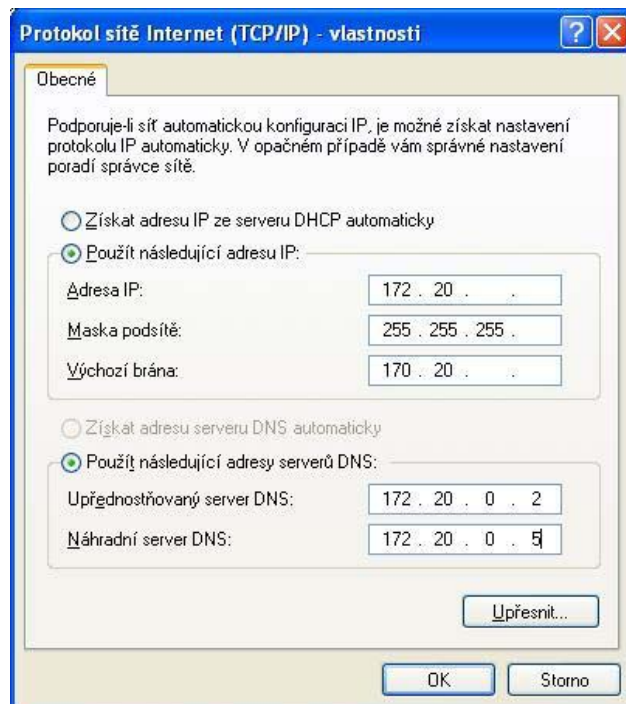 Protokol sítě Internet (TCP/IP) - vlastnosti
Obecné
Podporuje-li síť automatickou konfiguraci IP, je možné získat nastavení
protokolu IP automaticky. V opačném případě vám správné nastavení
poradí správce sítě.
Získat adresu IP ze serveru DHCP automaticky
Použít následující adresu IP:
Adresa IP: 172 . 20 . .
Maska podsítě: 255 . 255 . 255 .
Výchozí brána: 170 . 20 . .
Získat adresu serveru DNS automaticky
Použít následující adresy serverů DNS:
Upřednostňovaný server DNS: 172 . 20 . 0 . 2
Náhradní server DNS: 172 . 20 . 0 . 5
Upřesnit...
OK Storno